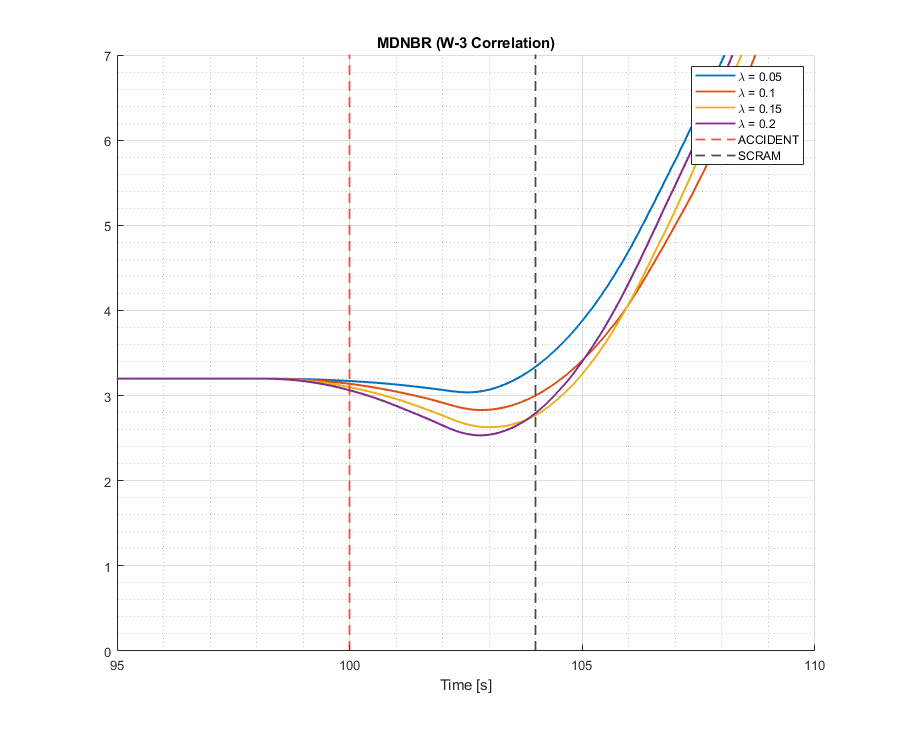 MDNBR (W-3 Correlation)
7
6
5
4
3
2
1
0
λ = 0.05
λ = 0.1
λ = 0.15
λ = 0.2
ACCIDENT
SCRAM
95
100
105
110
Time [s]